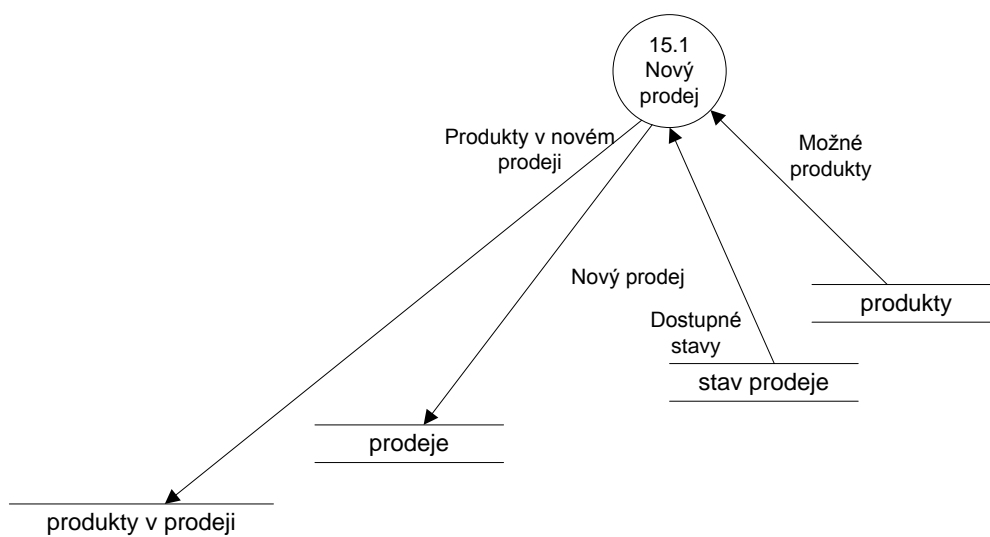 15.1
Nový
prodej
Produkty v novém
prodeji
Možné
produkty
Nový prodej
produkty
Dostupné
stavy
stav prodeje
prodeje
produkty v prodeji